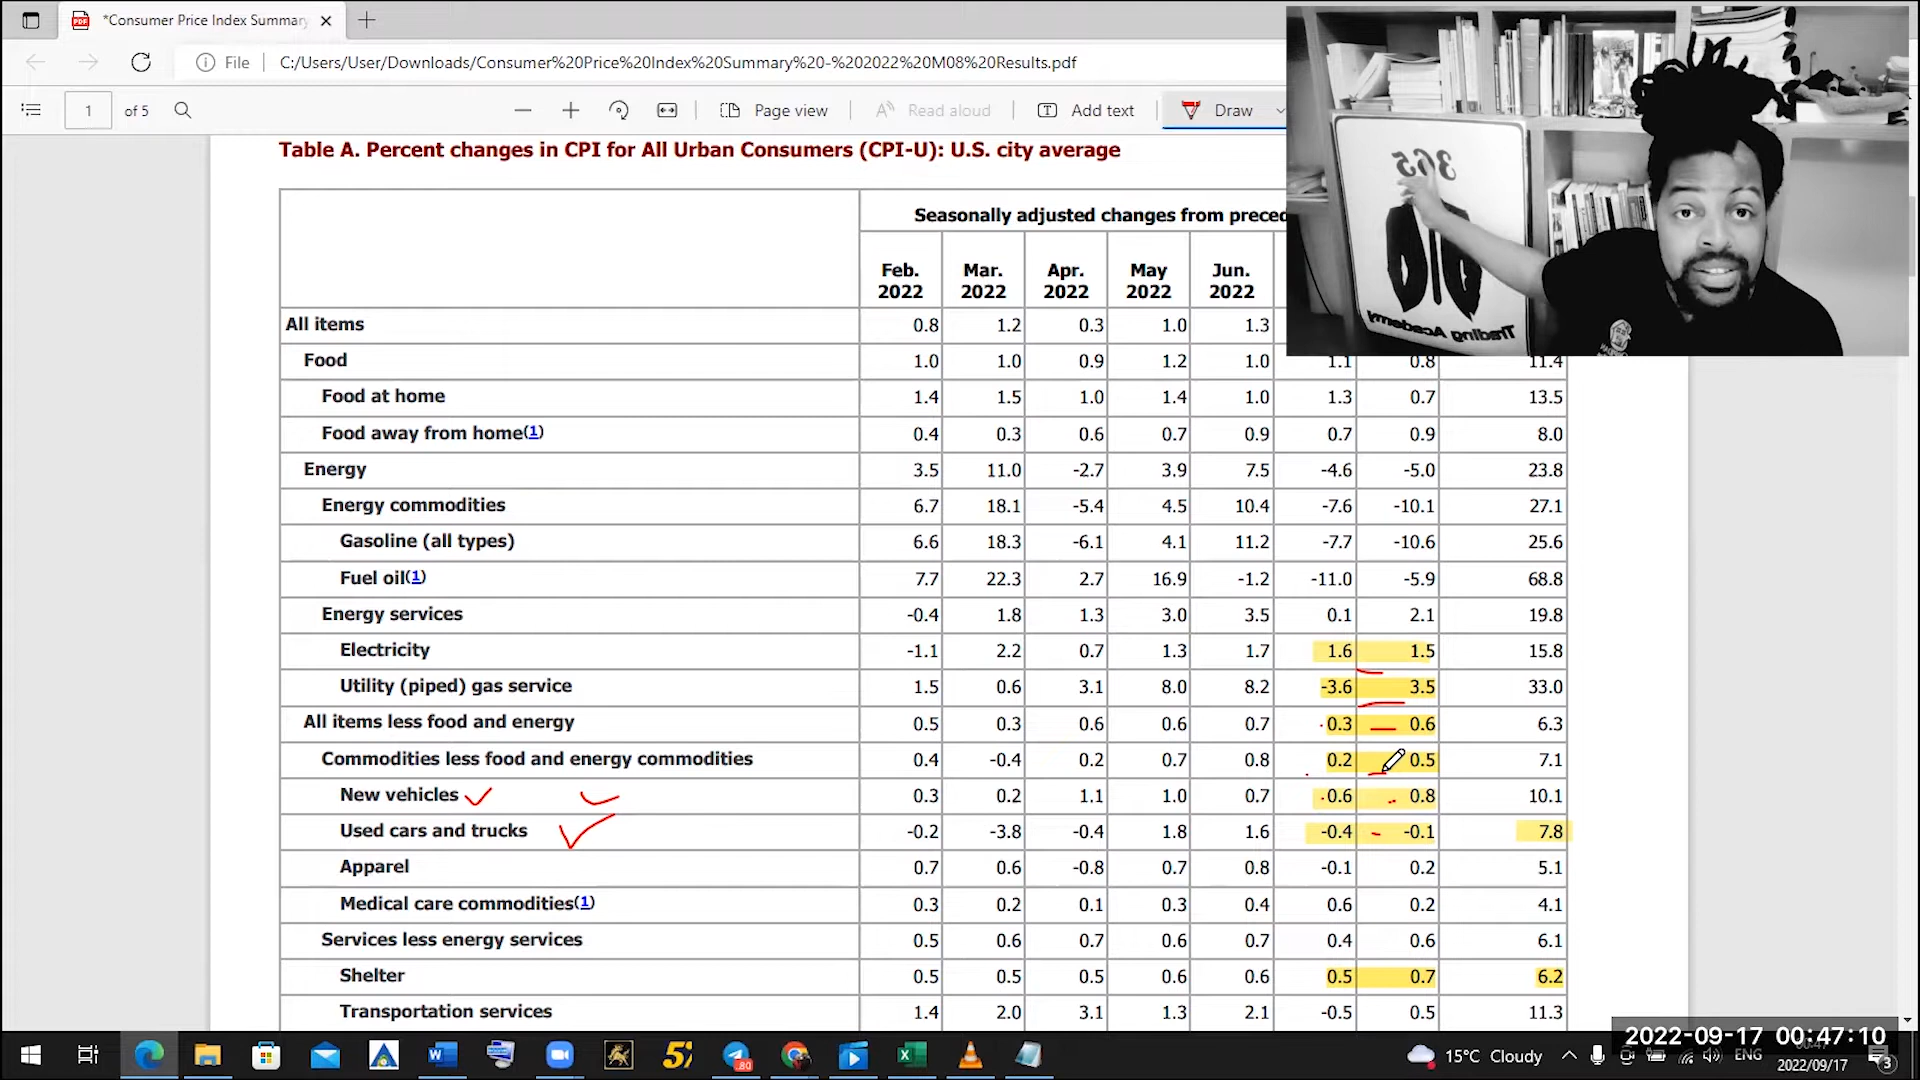 *Consumer Price Index Summary
File C:/Users/User/Downloads/Consumer%20Price%20Index%20Summary%20-%202022%20M08%20Results.pdf
1 of 5 Page view Read aloud Add text Draw
Table A. Percent changes in CPI for All Urban Consumers (CPI-U): U.S. city average
Seasonally adjusted changes from preced
Feb. 2022 Mar. 2022 Apr. 2022 May 2022 Jun. 2022
All items 0.8 1.2 0.3 1.0 1.3
Food 1.0 1.0 0.9 1.2 1.0 1.1 0.8 11.4
Food at home 1.4 1.5 1.0 1.4 1.0 1.3 0.7 13.5
Food away from home(1) 0.4 0.3 0.6 0.7 0.9 0.7 0.9 8.0
Energy 3.5 11.0 -2.7 3.9 7.5 -4.6 -5.0 23.8
Energy commodities 6.7 18.1 -5.4 4.5 10.4 -7.6 -10.1 27.1
Gasoline (all types) 6.6 18.3 -6.1 4.1 11.2 -7.7 -10.6 25.6
Fuel oil(1) 7.7 22.3 2.7 16.9 -1.2 -11.0 -5.9 68.8
Energy services -0.4 1.8 1.3 3.0 3.5 0.1 2.1 19.8
Electricity -1.1 2.2 0.7 1.3 1.7 1.6 1.5 15.8
Utility (piped) gas service 1.5 0.6 3.1 8.0 8.2 -3.6 3.5 33.0
All items less food and energy 0.5 0.3 0.6 0.6 0.7 0.3 0.6 6.3
Commodities less food and energy commodities 0.4 -0.4 0.2 0.7 0.8 0.2 0.5 7.1
New vehicles 0.3 0.2 1.1 1.0 0.7 0.6 0.8 10.1
Used cars and trucks -0.2 -3.8 -0.4 1.8 1.6 -0.4 -0.1 7.8
Apparel 0.7 0.6 -0.8 0.7 0.8 -0.1 0.2 5.1
Medical care commodities(1) 0.3 0.2 0.1 0.3 0.4 0.6 0.2 4.1
Services less energy services 0.5 0.6 0.7 0.6 0.7 0.4 0.6 6.1
Shelter 0.5 0.5 0.5 0.6 0.6 0.5 0.7 6.2
Transportation services 1.4 2.0 3.1 1.3 2.1 -0.5 0.5 11.3
365
Trading Academy
2022-09-17 00:47:10
15°C Cloudy ENG
2022/09/17 3